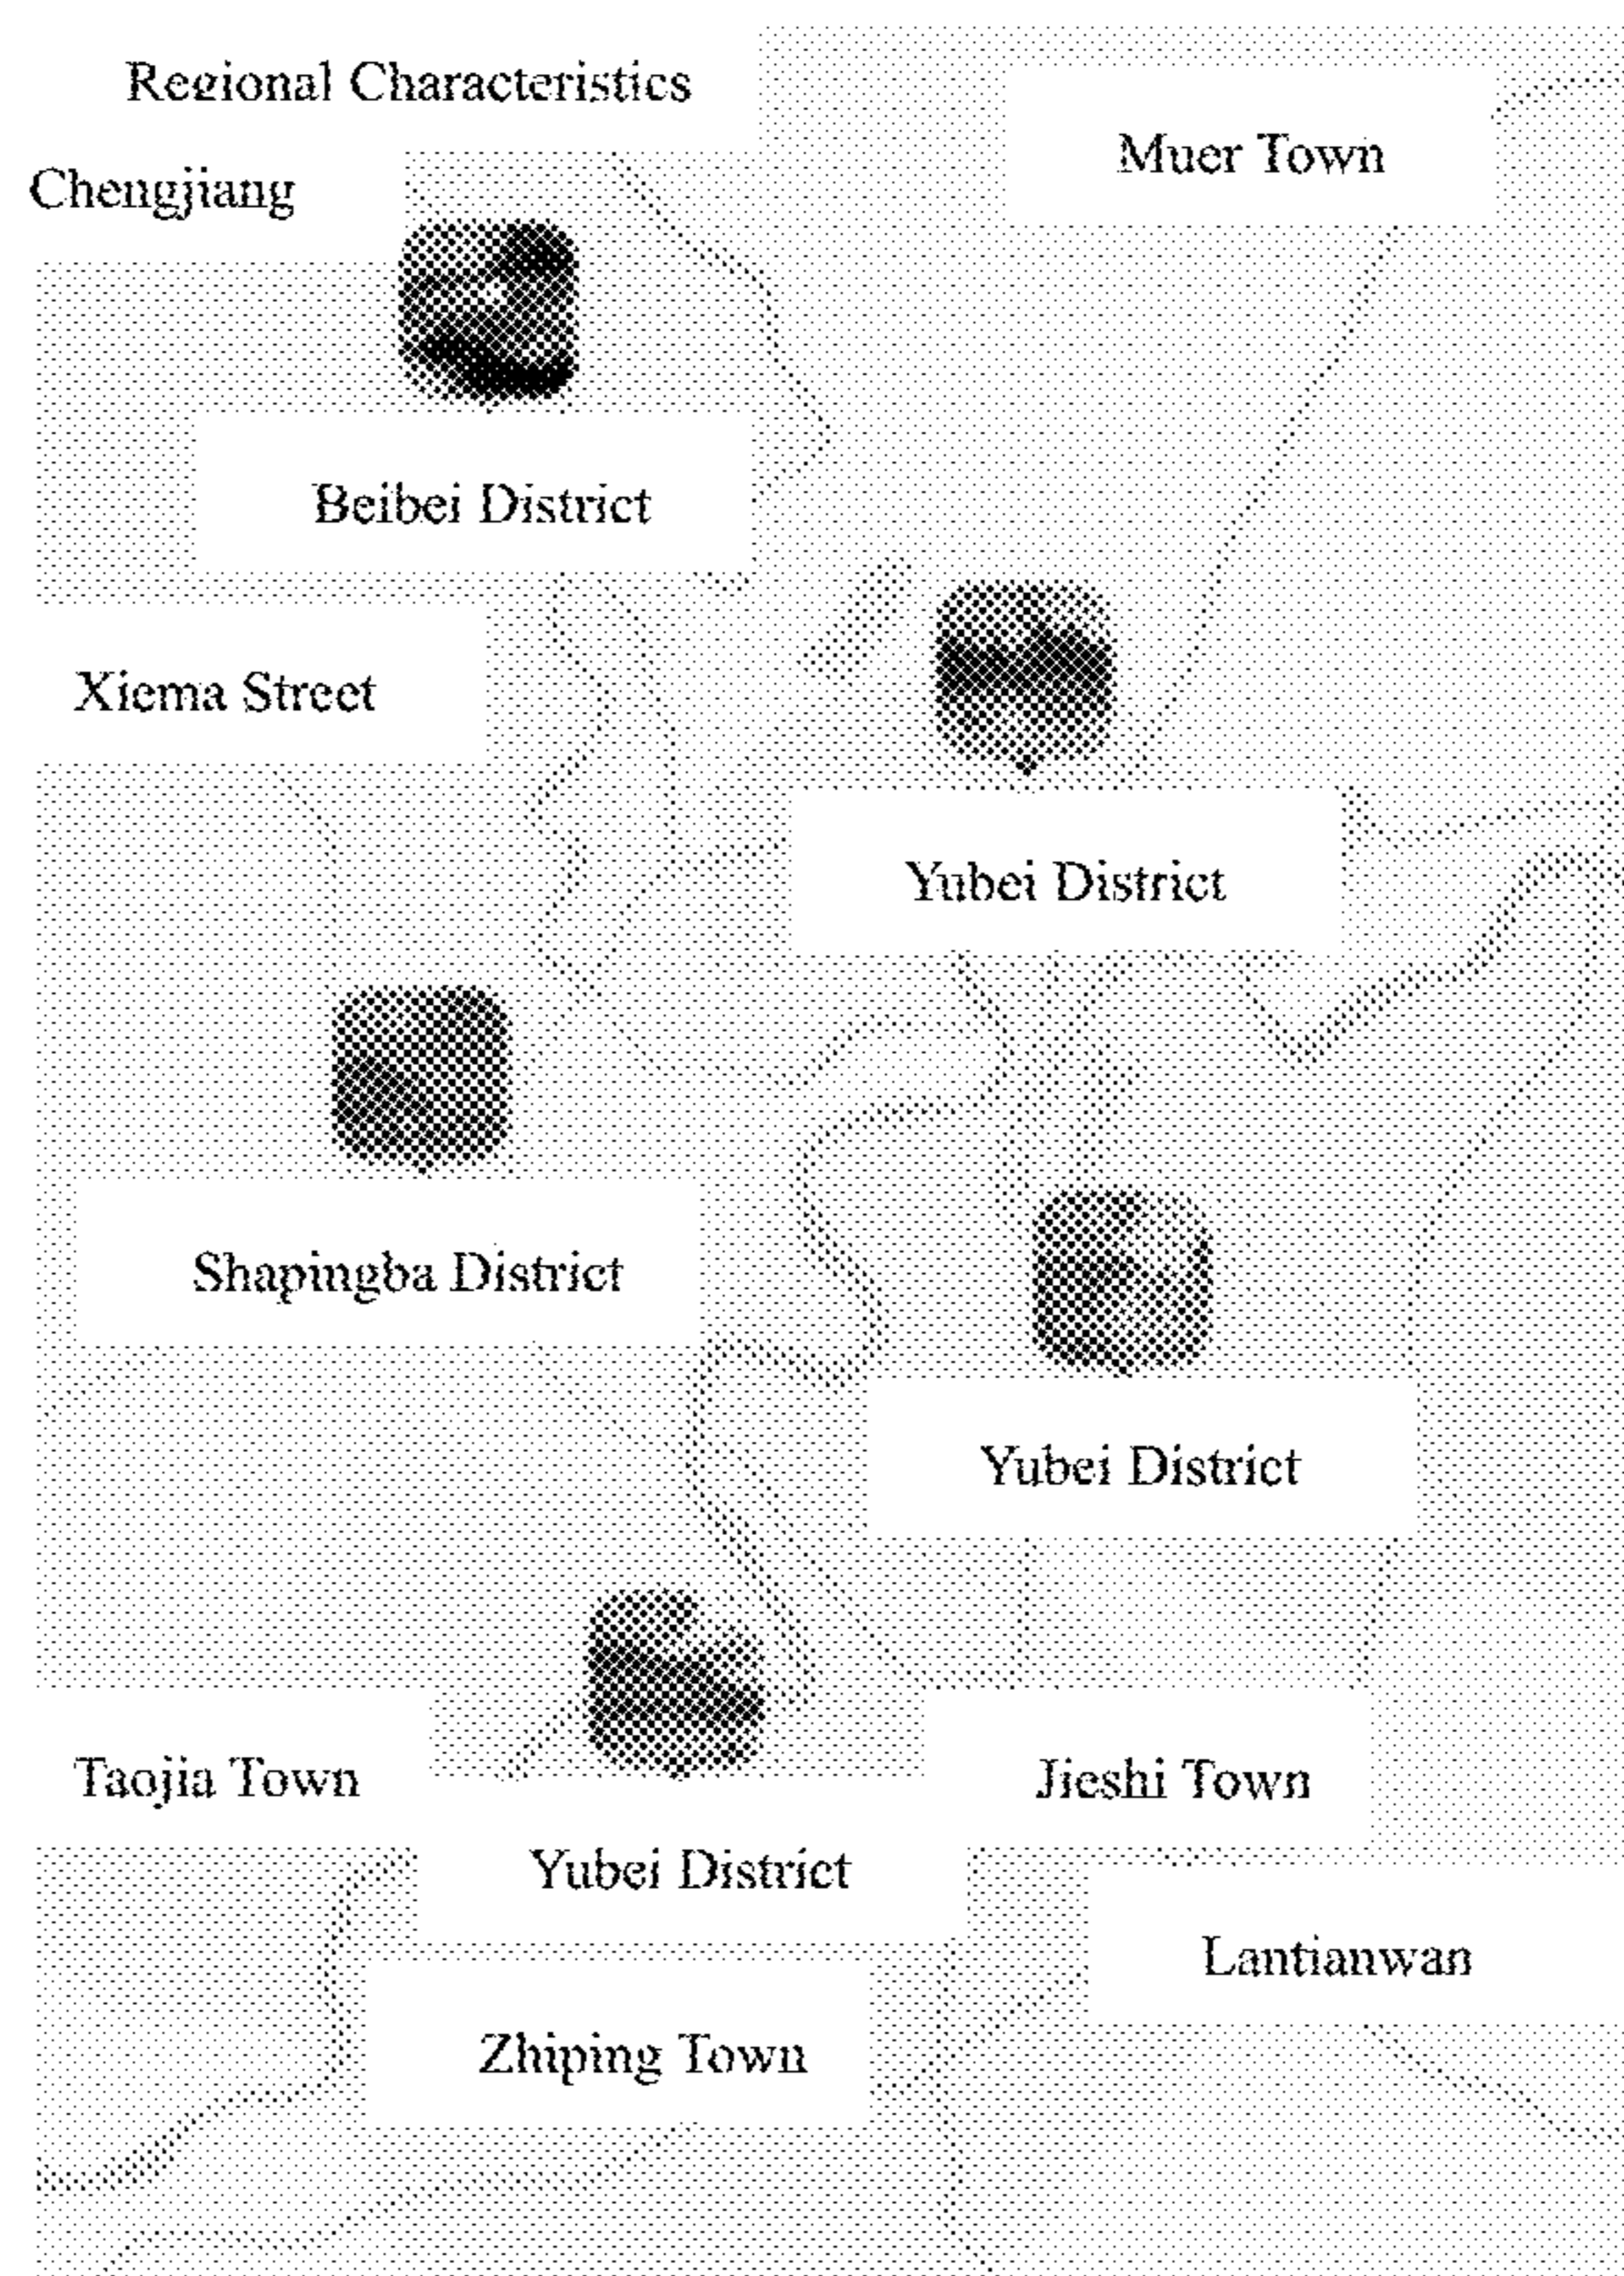 Regional Characteristics
Muer Town
Chengjiang
Beibei District
Xiema Street
Yubei District
Shapingba District
Yubei District
Taojia Town
Jieshi Town
Yubei District
Lantianwan
Zhiping Town